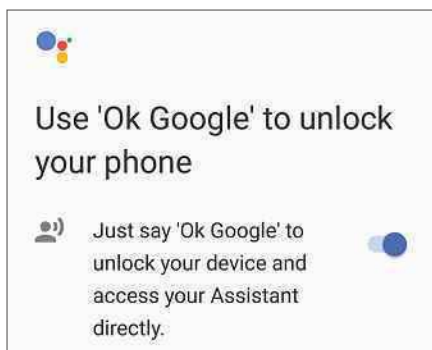 Use 'Ok Google' to unlock
your phone
Just say 'Ok Google' to
unlock your device and
access your Assistant
directly.